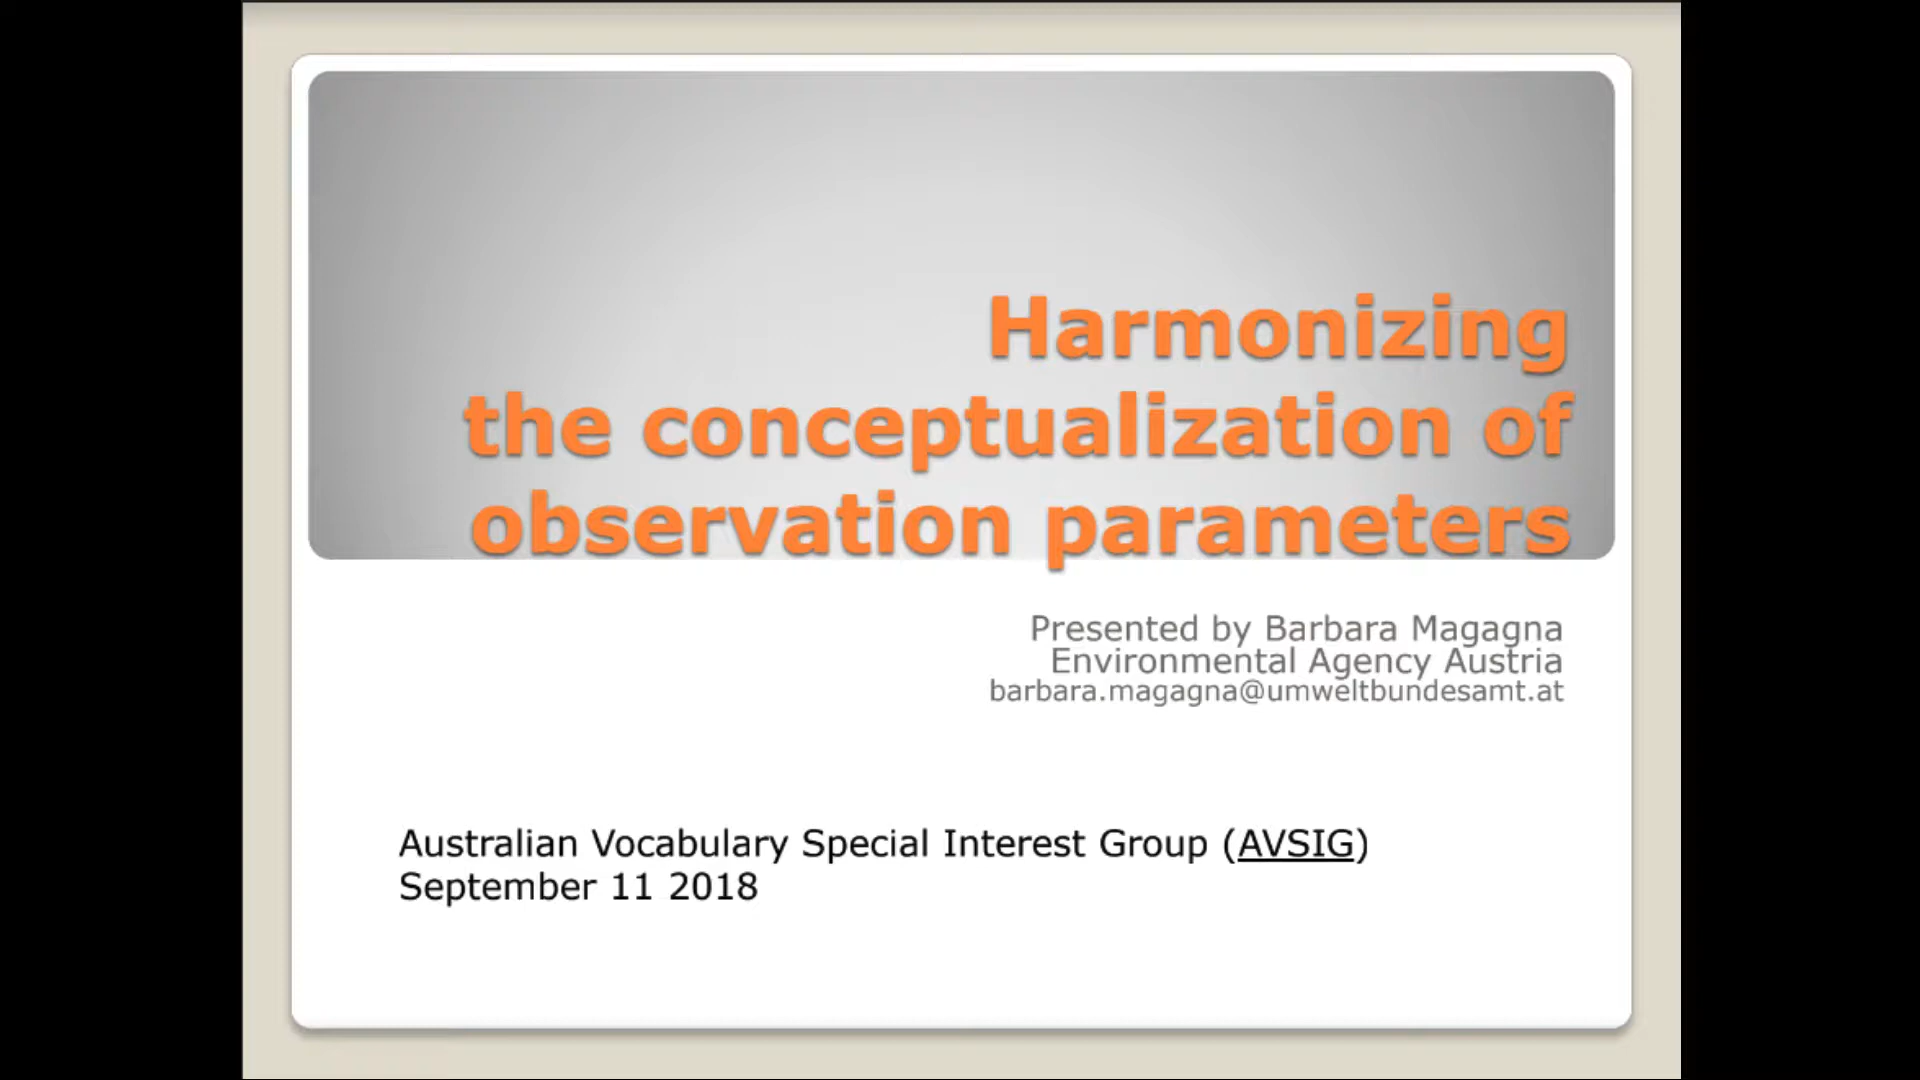 Harmonizing
the conceptualization of
observation parameters
Presented by Barbara Magagna
Environmental Agency Austria
barbara.magagna@umweltbundesamt.at
Australian Vocabulary Special Interest Group (AVSIG)
September 11 2018